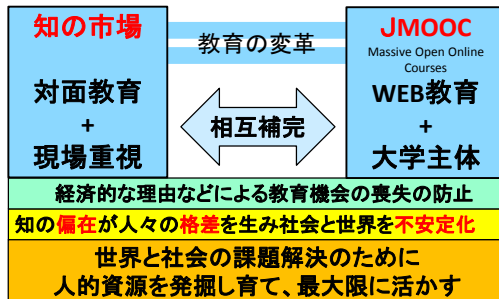 知の市場
対面教育
+
現場重視
教育の変革
相互補完
JMOOC
Massive Open Online
Courses
WEB教育
+
大学主体
経済的な理由などによる教育機会の喪失の防止
知の偏在が人々の格差を生み社会と世界を不安定化
世界と社会の課題解決のために
人的資源を発掘し育て、最大限に活かす